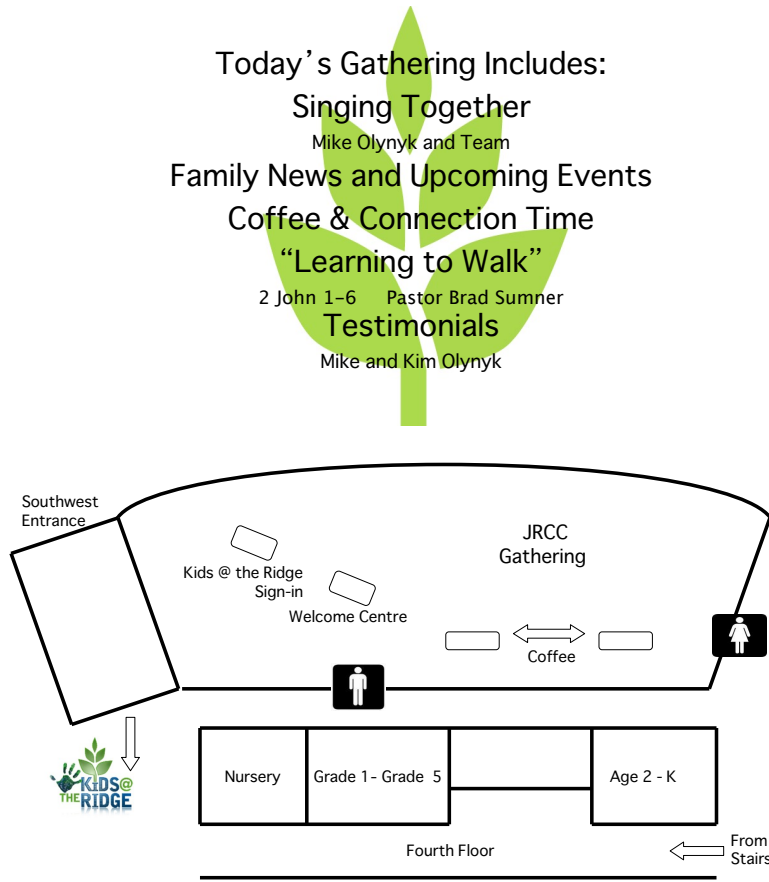 Today’s Gathering Includes:
Singing Together
Mike Olynyk and Team
Family News and Upcoming Events
Coffee & Connection Time
“Learning to Walk”
2 John 1–6 Pastor Brad Sumner
Testimonials
Mike and Kim Olynyk
Southwest
Entrance
JRCC
Gathering
Kids @ the Ridge
Sign-in
Welcome Centre
Coffee
KiDS@
THE RIDGE
Nursery
Grade 1 - Grade 5
Age 2 - K
Fourth Floor
From
Stairs